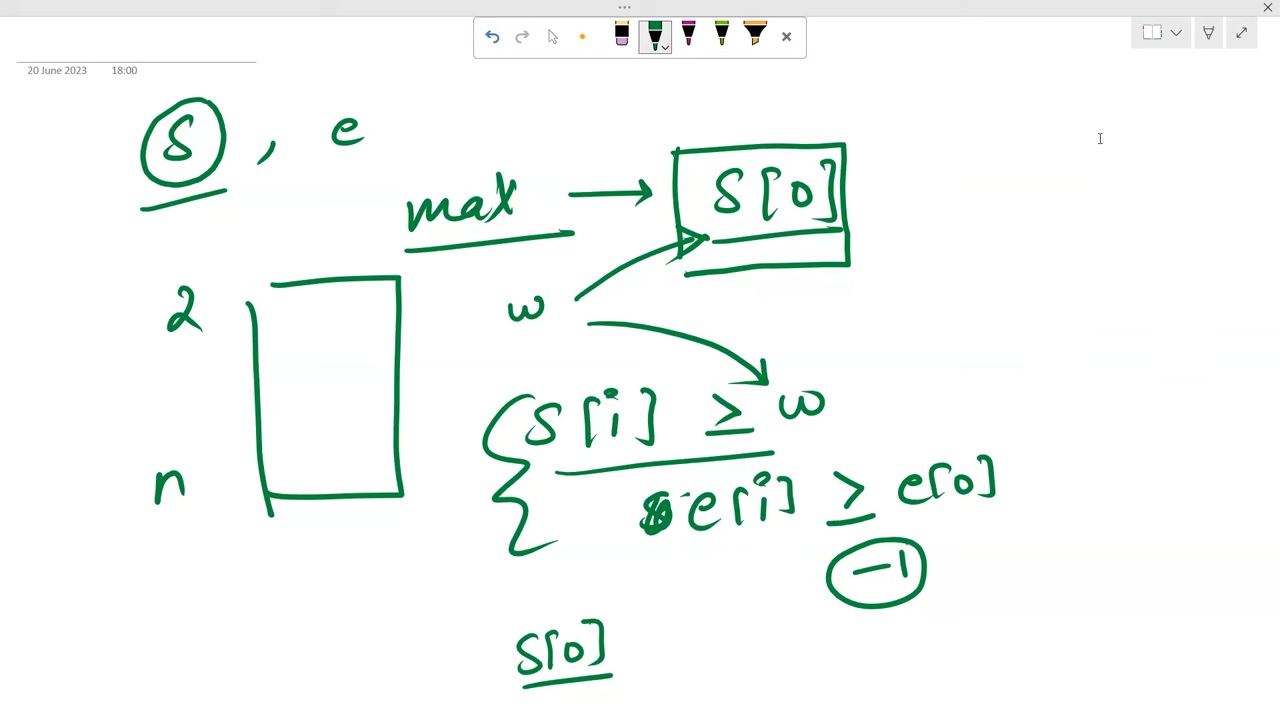 20 June 2023 18:00
S , e
max → S[0]
2
w
S[i] ≥ w
n
e[i] ≥ e[0]
-1
S[0]